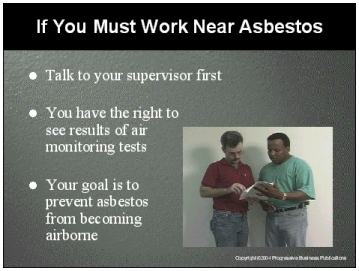 If You Must Work Near Asbestos
Talk to your supervisor first
You have the right to
see results of air
monitoring tests
Your goal is to
prevent asbestos
from becoming
airborne
Copyright ©2004 Progressive Business Publications